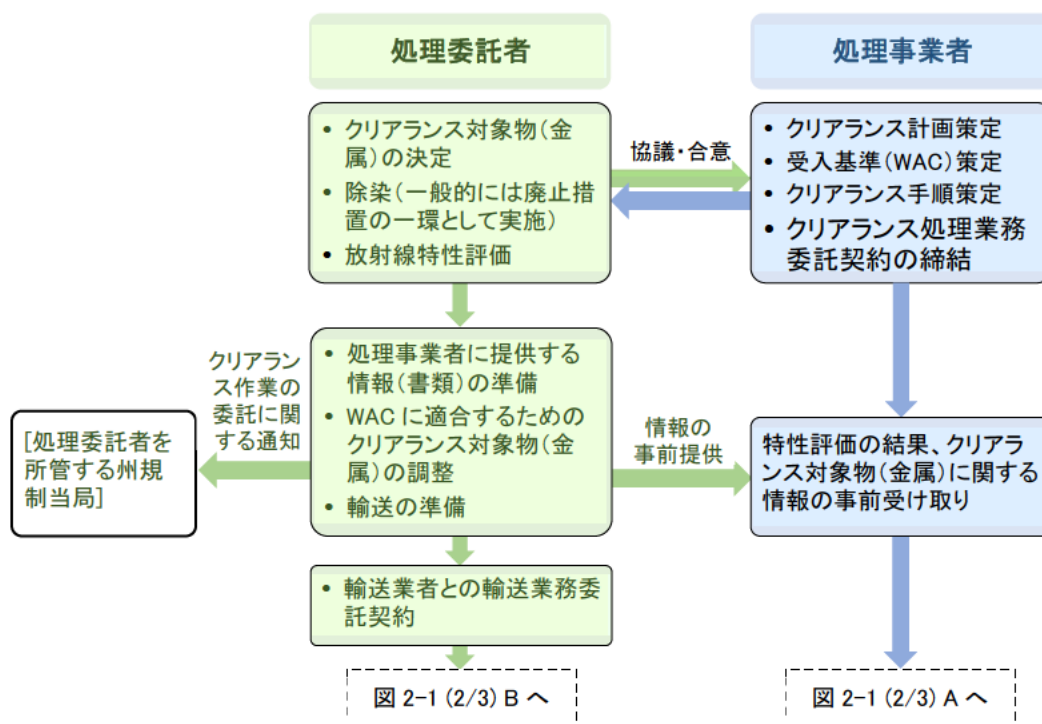 処理委託者
処理事業者
• クリアランス対象物(金
属)の決定
• 除染(一般的には廃止措
置の一環として実施)
• 放射線特性評価
協議・合意
• クリアランス計画策定
• 受入基準(WAC)策定
• クリアランス手順策定
• クリアランス処理業務
委託契約の締結
クリアラン
ス作業の
委託に関
する通知
[処理委託者を
所管する州規
制当局]
• 処理事業者に提供する
情報(書類)の準備
• WAC に適合するための
クリアランス対象物(金
属)の調整
• 輸送の準備
情報の
事前提供
特性評価の結果、クリアラ
ンス対象物(金属)に関する
情報の事前受け取り
• 輸送業者との輸送業務委
託契約
図 2-1 (2/3) B へ
図 2-1 (2/3) A へ